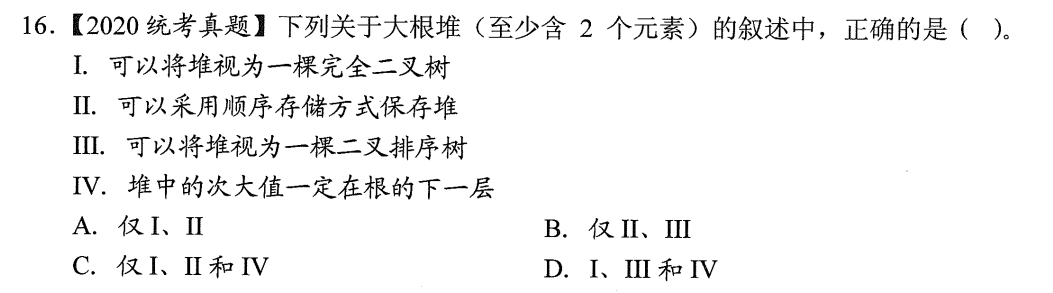 16.【2020 统考真题】下列关于大根堆（至少含 2 个元素）的叙述中，正确的是（ ）。
I. 可以将堆视为一棵完全二叉树
II. 可以采用顺序存储方式保存堆
III. 可以将堆视为一棵二叉排序树
IV. 堆中的次大值一定在根的下一层
A. 仅 I、II B. 仅 II、III
C. 仅 I、II 和 IV D. I、III 和 IV